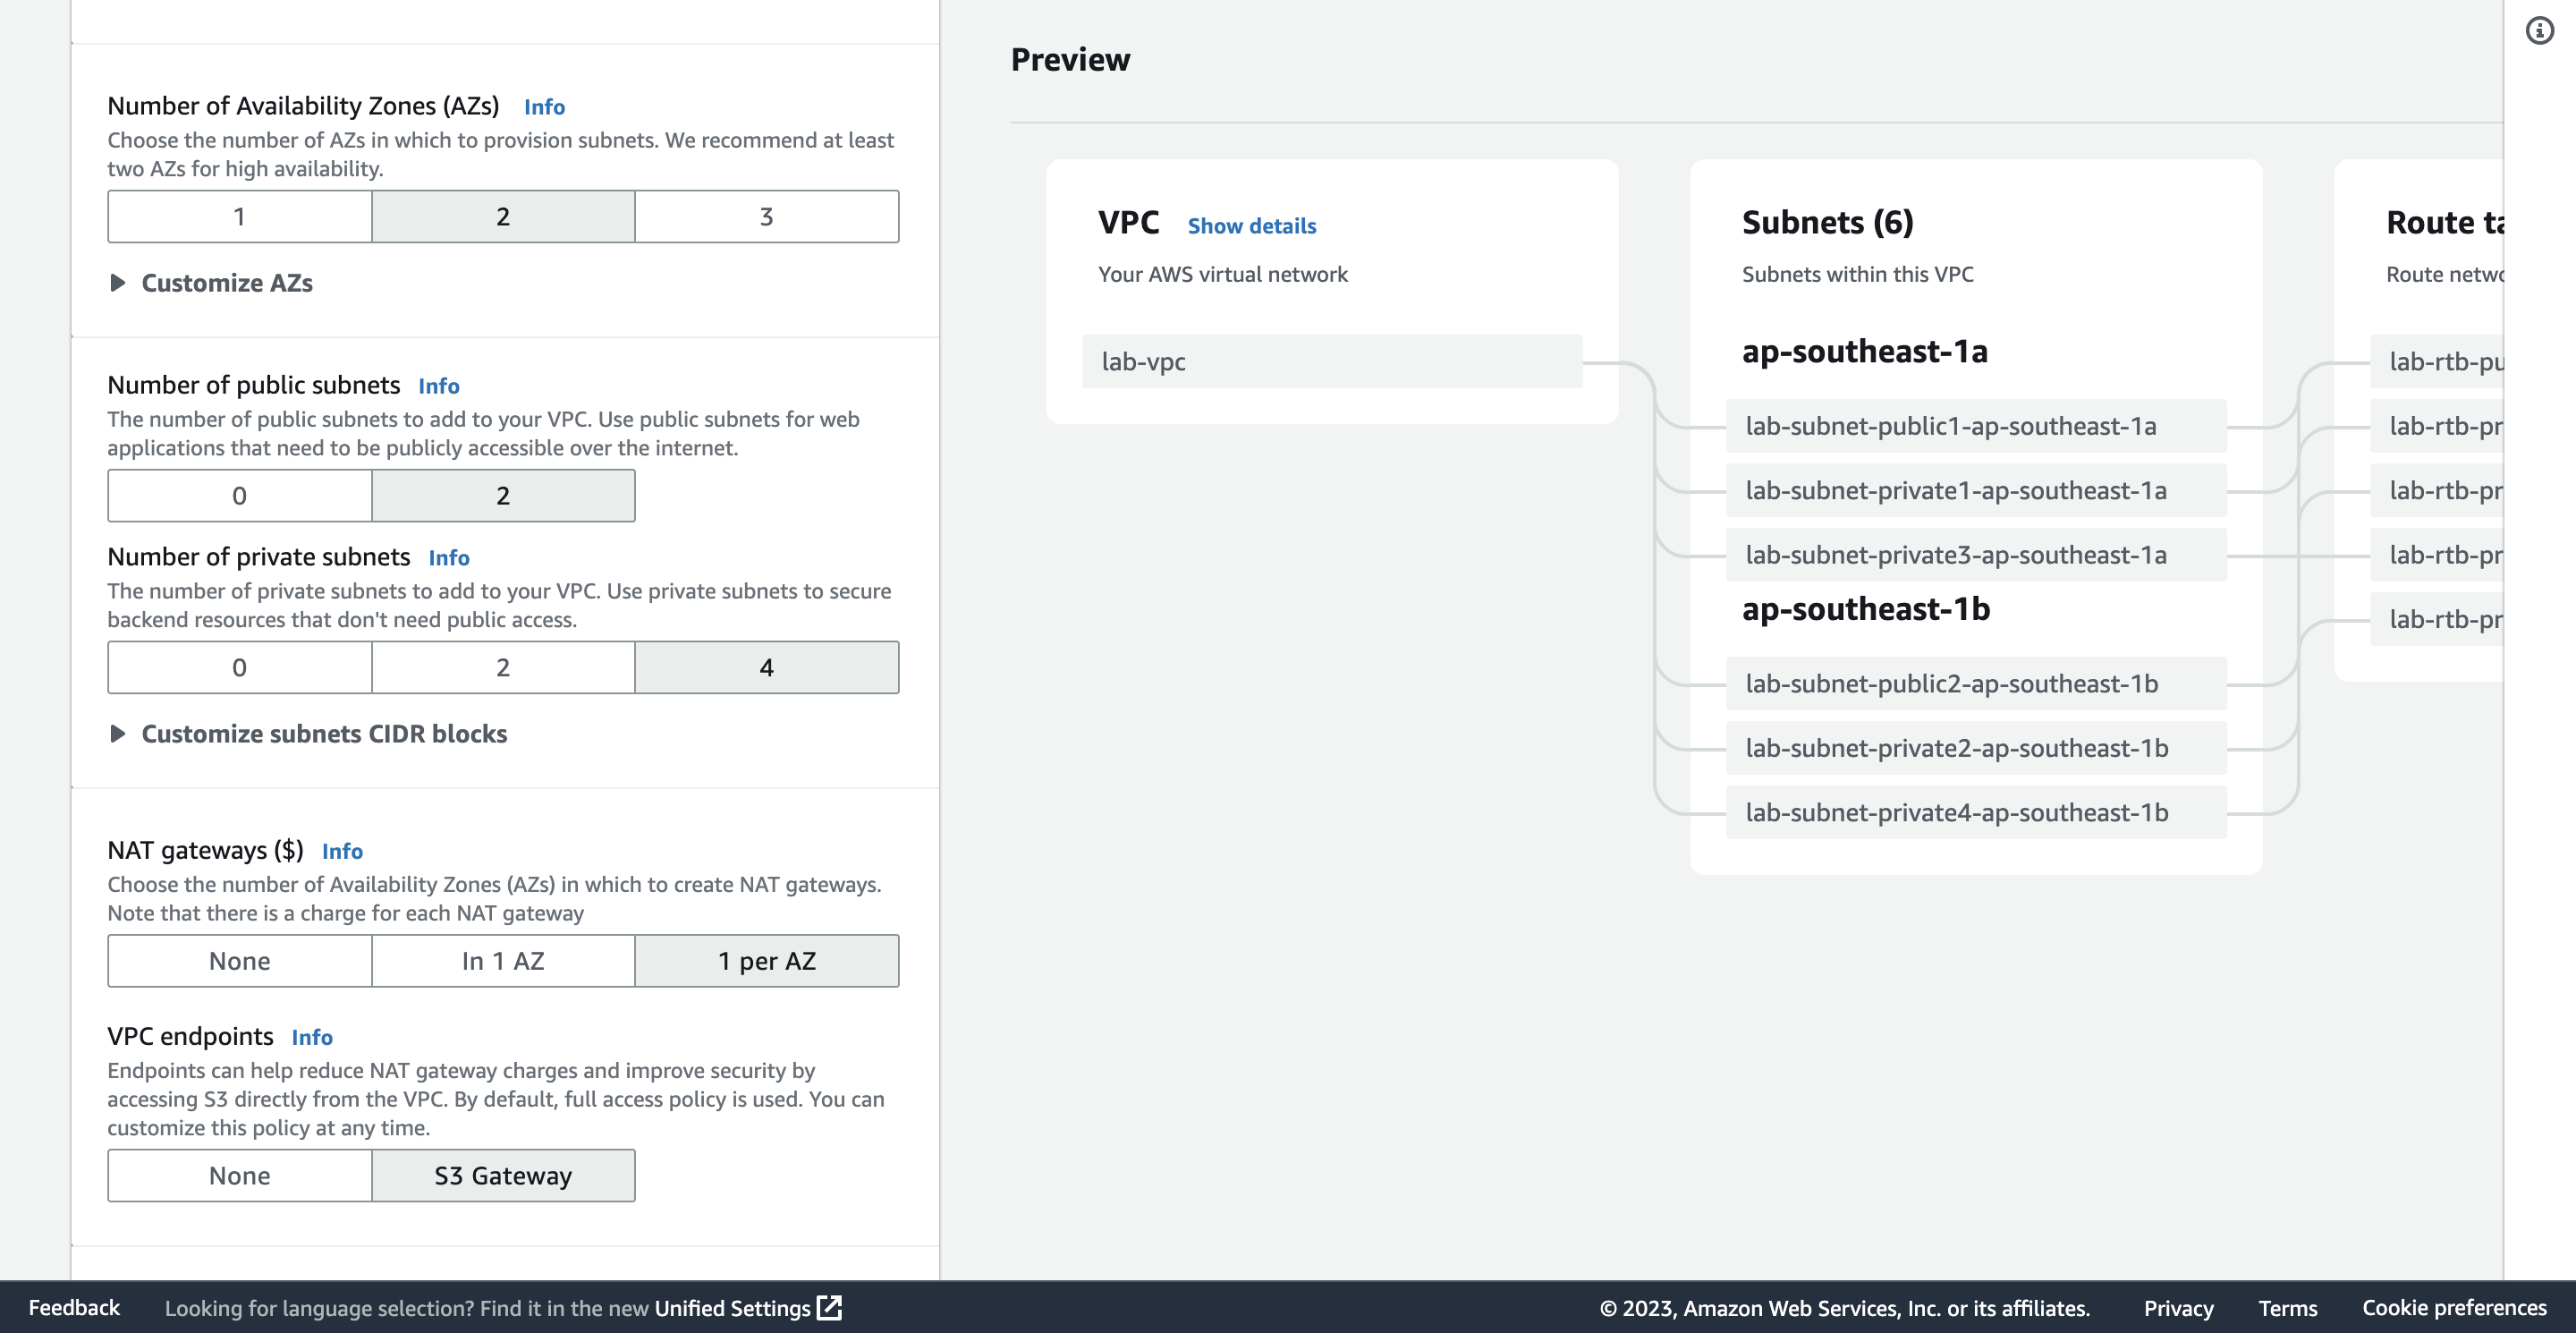 Number of Availability Zones (AZs) Info
Choose the number of AZs in which to provision subnets. We recommend at least
two AZs for high availability.
1 2 3
Customize AZs
Number of public subnets Info
The number of public subnets to add to your VPC. Use public subnets for web
applications that need to be publicly accessible over the internet.
0 2
Number of private subnets Info
The number of private subnets to add to your VPC. Use private subnets to secure
backend resources that don't need public access.
0 2 4
Customize subnets CIDR blocks
NAT gateways ($) Info
Choose the number of Availability Zones (AZs) in which to create NAT gateways.
Note that there is a charge for each NAT gateway
None In 1 AZ 1 per AZ
VPC endpoints Info
Endpoints can help reduce NAT gateway charges and improve security by
accessing S3 directly from the VPC. By default, full access policy is used. You can
customize this policy at any time.
None S3 Gateway
Preview
VPC Show details
Your AWS virtual network
lab-vpc
Subnets (6)
Subnets within this VPC
ap-southeast-1a
lab-subnet-public1-ap-southeast-1a
lab-subnet-private1-ap-southeast-1a
lab-subnet-private3-ap-southeast-1a
ap-southeast-1b
lab-subnet-public2-ap-southeast-1b
lab-subnet-private2-ap-southeast-1b
lab-subnet-private4-ap-southeast-1b
Route
Route
lab-rtb-pu
lab-rtb-pr
lab-rtb-pr
lab-rtb-pr
lab-rtb-pr
Feedback Looking for language selection? Find it in the new Unified Settings © 2023, Amazon Web Services, Inc. or its affiliates. Privacy Terms Cookie preferences